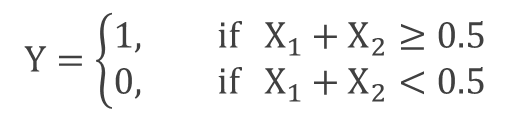 Y = {1, if X₁ + X₂ ≥ 0.5
0, if X₁ + X₂ < 0.5